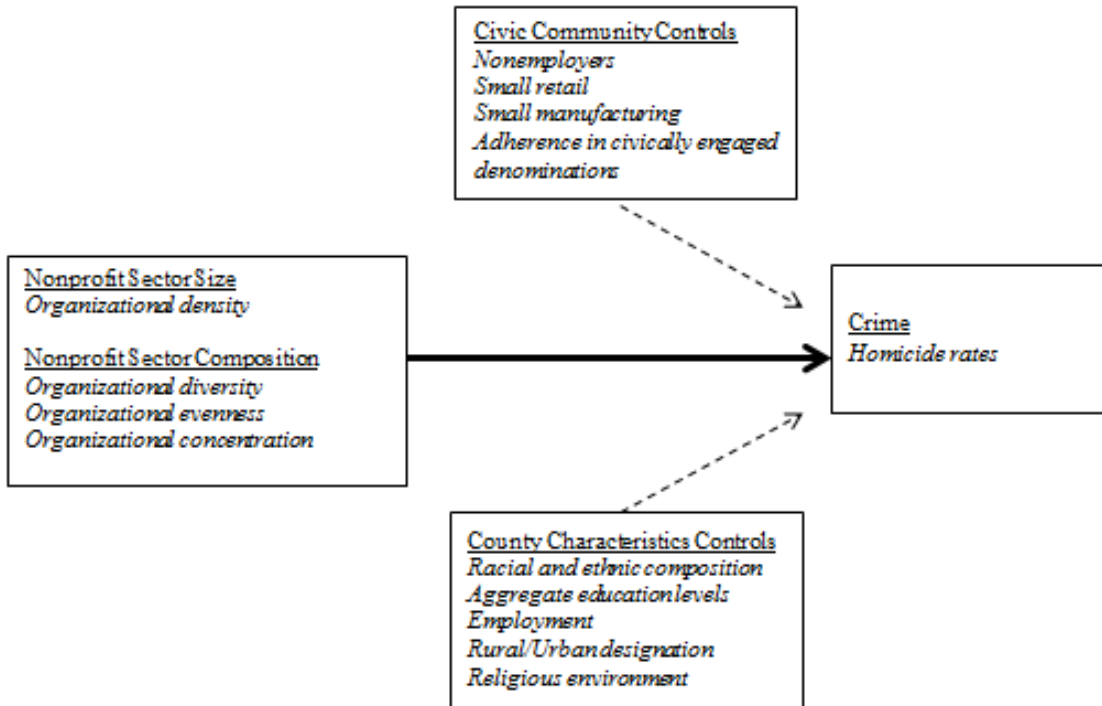 Civic Community Controls
Nonemployers
Small retail
Small manufacturing
Adherence in civically engaged
denominations
Nonprofit Sector Size
Organizational density
Nonprofit Sector Composition
Organizational diversity
Organizational evenness
Organizational concentration
Crime
Homicide rates
County Characteristics Controls
Racial and ethnic composition
Aggregate education levels
Employment
Rural/Urban designation
Religious environment